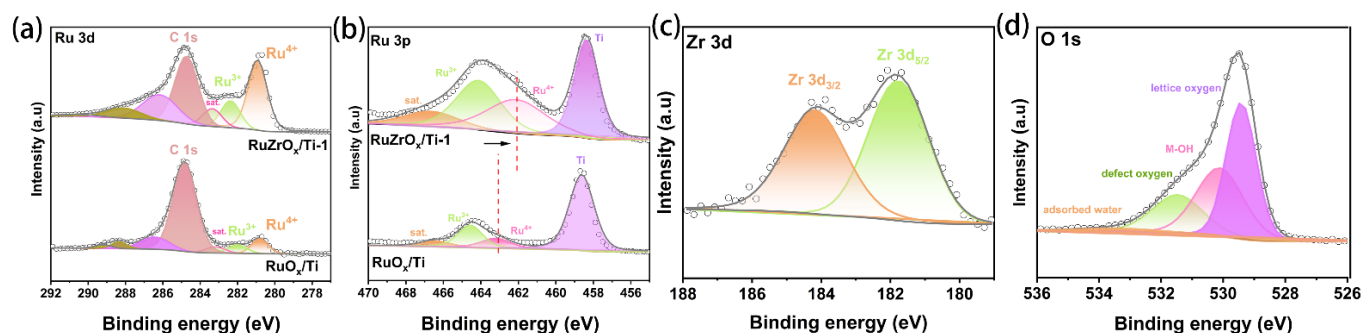 (a)
Ru 3d
C 1s
Ru⁴⁺
Ru³⁺
sat.
RuZrOₓ/Ti-1
C 1s
sat.
Ru³⁺
Ru⁴⁺
RuOₓ/Ti
Intensity (a.u)
292 290 288 286 284 282 280 278
Binding energy (eV)
(b)
Ru 3p
Ti
Ru³⁺
Ru⁴⁺
sat.
RuZrOₓ/Ti-1
Ti
Ru³⁺
Ru⁴⁺
sat.
RuOₓ/Ti
Intensity (a.u)
470 468 466 464 462 460 458 456 454
Binding energy (eV)
(c)
Zr 3d
Zr 3d₅/₂
Zr 3d₃/₂
Intensity (a.u)
188 186 184 182 180
Binding energy (eV)
(d)
O 1s
lattice oxygen
M-OH
defect oxygen
adsorbed water
Intensity (a.u)
536 534 532 530 528 526
Binding energy (eV)